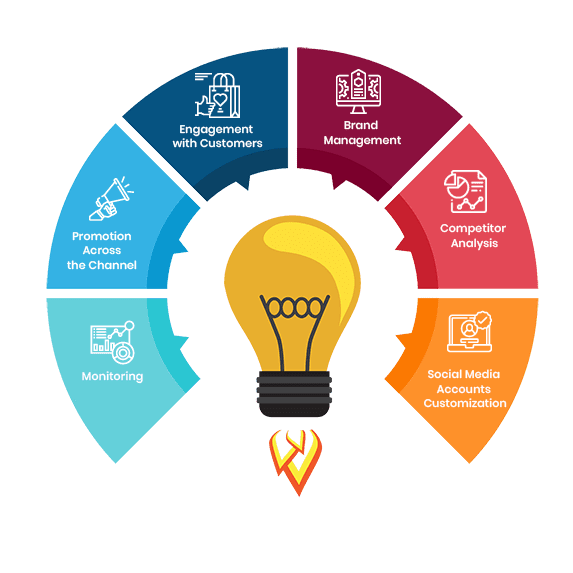 Engagement
with Customers
Brand
Management
Promotion
Across
the Channel
Competitor
Analysis
Monitoring
Social Media
Accounts
Customization